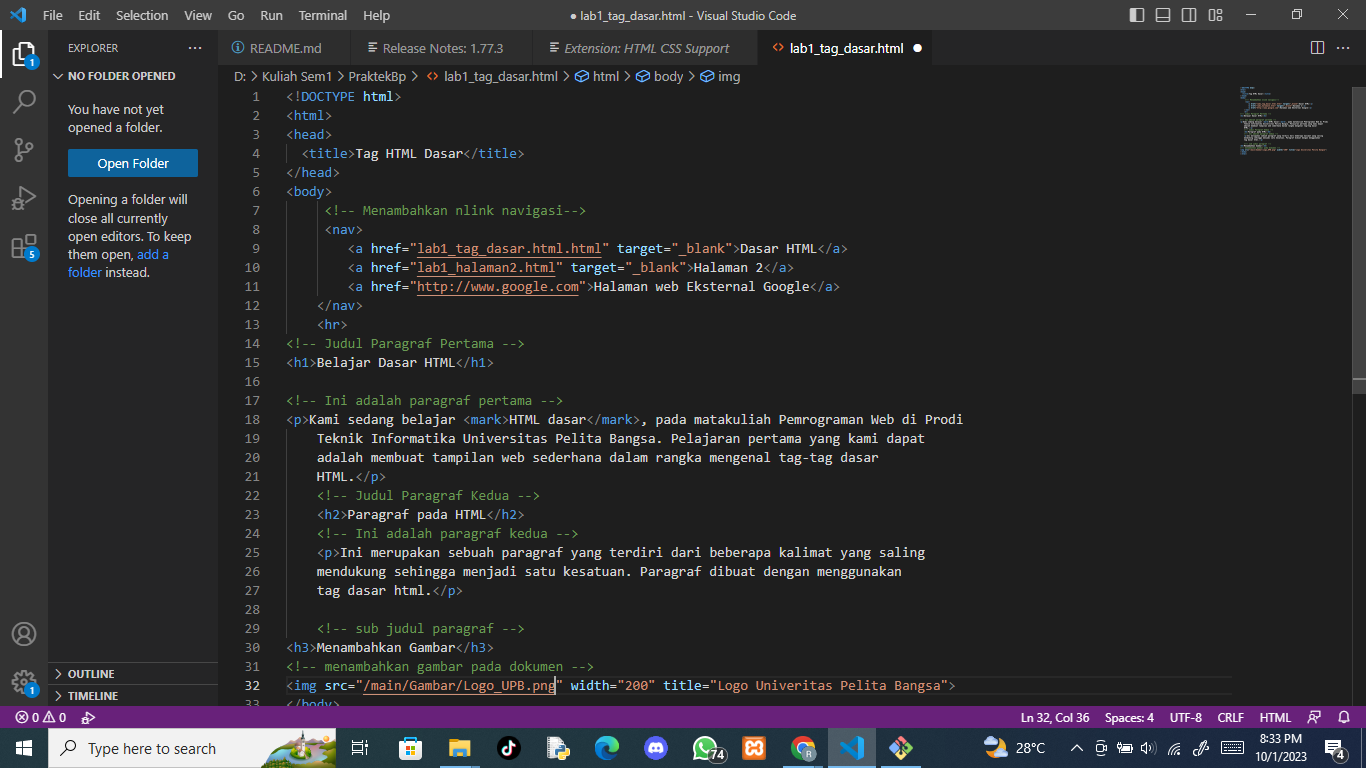 File Edit Selection View Go Run Terminal Help
● lab1_tag_dasar.html - Visual Studio Code
EXPLORER
README.md
Release Notes: 1.77.3
Extension: HTML CSS Support
lab1_tag_dasar.html
NO FOLDER OPENED
You have not yet
opened a folder.
Open Folder
Opening a folder will
close all currently
open editors. To keep
them open, add a
folder instead.
OUTLINE
TIMELINE
1
1
5
D: > Kuliah Sem1 > PraktekBp > lab1_tag_dasar.html > html > body > img
1 <!DOCTYPE html>
2 <html>
3 <head>
4 <title>Tag HTML Dasar</title>
5 </head>
6 <body>
7 <!-- Menambahkan nlink navigasi-->
8 <nav>
9 <a href="lab1_tag_dasar.html.html" target="_blank">Dasar HTML</a>
10 <a href="lab1_halaman2.html" target="_blank">Halaman 2</a>
11 <a href="http://www.google.com">Halaman web Eksternal Google</a>
12 </nav>
13 <hr>
14 <!-- Judul Paragraf Pertama -->
15 <h1>Belajar Dasar HTML</h1>
16
17 <!-- Ini adalah paragraf pertama -->
18 <p>Kami sedang belajar <mark>HTML dasar</mark>, pada matakuliah Pemrograman Web di Prodi
19 Teknik Informatika Universitas Pelita Bangsa. Pelajaran pertama yang kami dapat
20 adalah membuat tampilan web sederhana dalam rangka mengenal tag-tag dasar
21 HTML.</p>
22 <!-- Judul Paragraf Kedua -->
23 <h2>Paragraf pada HTML</h2>
24 <!-- Ini adalah paragraf kedua -->
25 <p>Ini merupakan sebuah paragraf yang terdiri dari beberapa kalimat yang saling
26 mendukung sehingga menjadi satu kesatuan. Paragraf dibuat dengan menggunakan
27 tag dasar html.</p>
28
29 <!-- sub judul paragraf -->
30 <h3>Menambahkan Gambar</h3>
31 <!-- menambahkan gambar pada dokumen -->
32 <img src="/main/Gambar/Logo_UPB.png" width="200" title="Logo Univeritas Pelita Bangsa">
33 </body>
0 0
Ln 32, Col 36 Spaces: 4 UTF-8 CRLF HTML
Type here to search
74
28°C
8:33 PM
10/1/2023
4